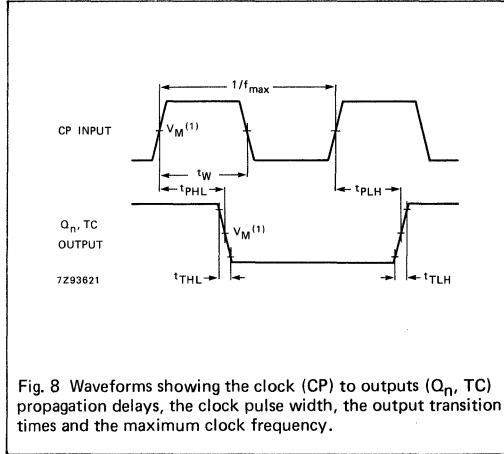 1/fmax
CP INPUT
VM(1)
tW
tPHL
tPLH
Qn, TC
OUTPUT
VM(1)
7Z93621
tTHL
tTLH
Fig. 8 Waveforms showing the clock (CP) to outputs (Qn, TC)
propagation delays, the clock pulse width, the output transition
times and the maximum clock frequency.